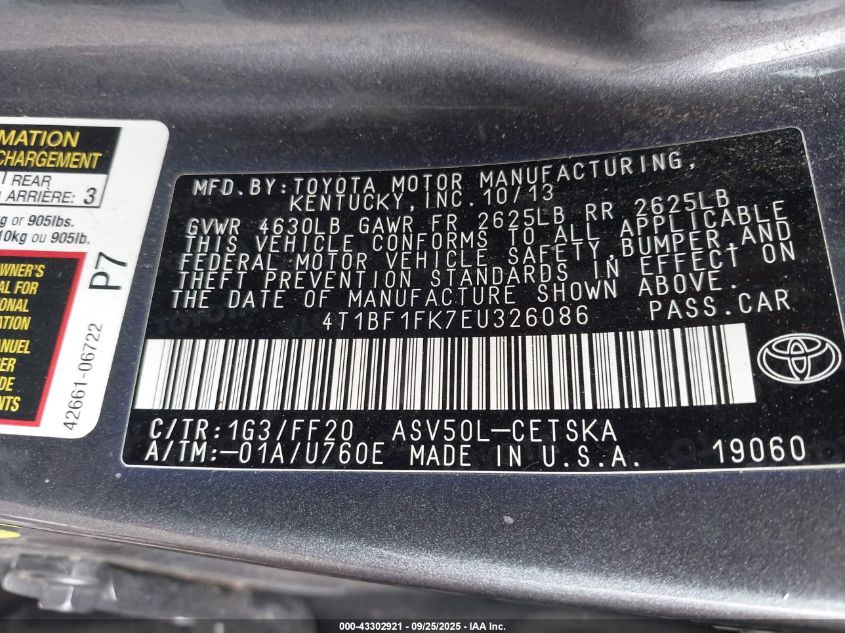 MATION
CHARGEMENT
REAR
ARRIÈRE: 3
kg or 905lbs.
10kg ou 905lb.
P7
WNER'S
AL FOR
IONAL
TION
ANUEL
DE
NTS
42661-06722
MFD.BY:TOYOTA MOTOR MANUFACTURING,
KENTUCKY,INC.10/13
GVWR 4630LB GAWR FR 2625LB RR 2625LB
THIS VEHICLE CONFORMS TO ALL APPLICABLE
FEDERAL MOTOR VEHICLE SAFETY,BUMPER,AND
THEFT PREVENTION STANDARDS IN EFFECT ON
THE DATE OF MANUFACTURE SHOWN ABOVE.
4T1BF1FK7EU326086 PASS.CAR
C/TR:1G3/FF20 ASV50L-CETSKA
A/TM:-01A/U760E MADE IN U.S.A. 19060
000-43302921 - 09/25/2025 - IAA Inc.